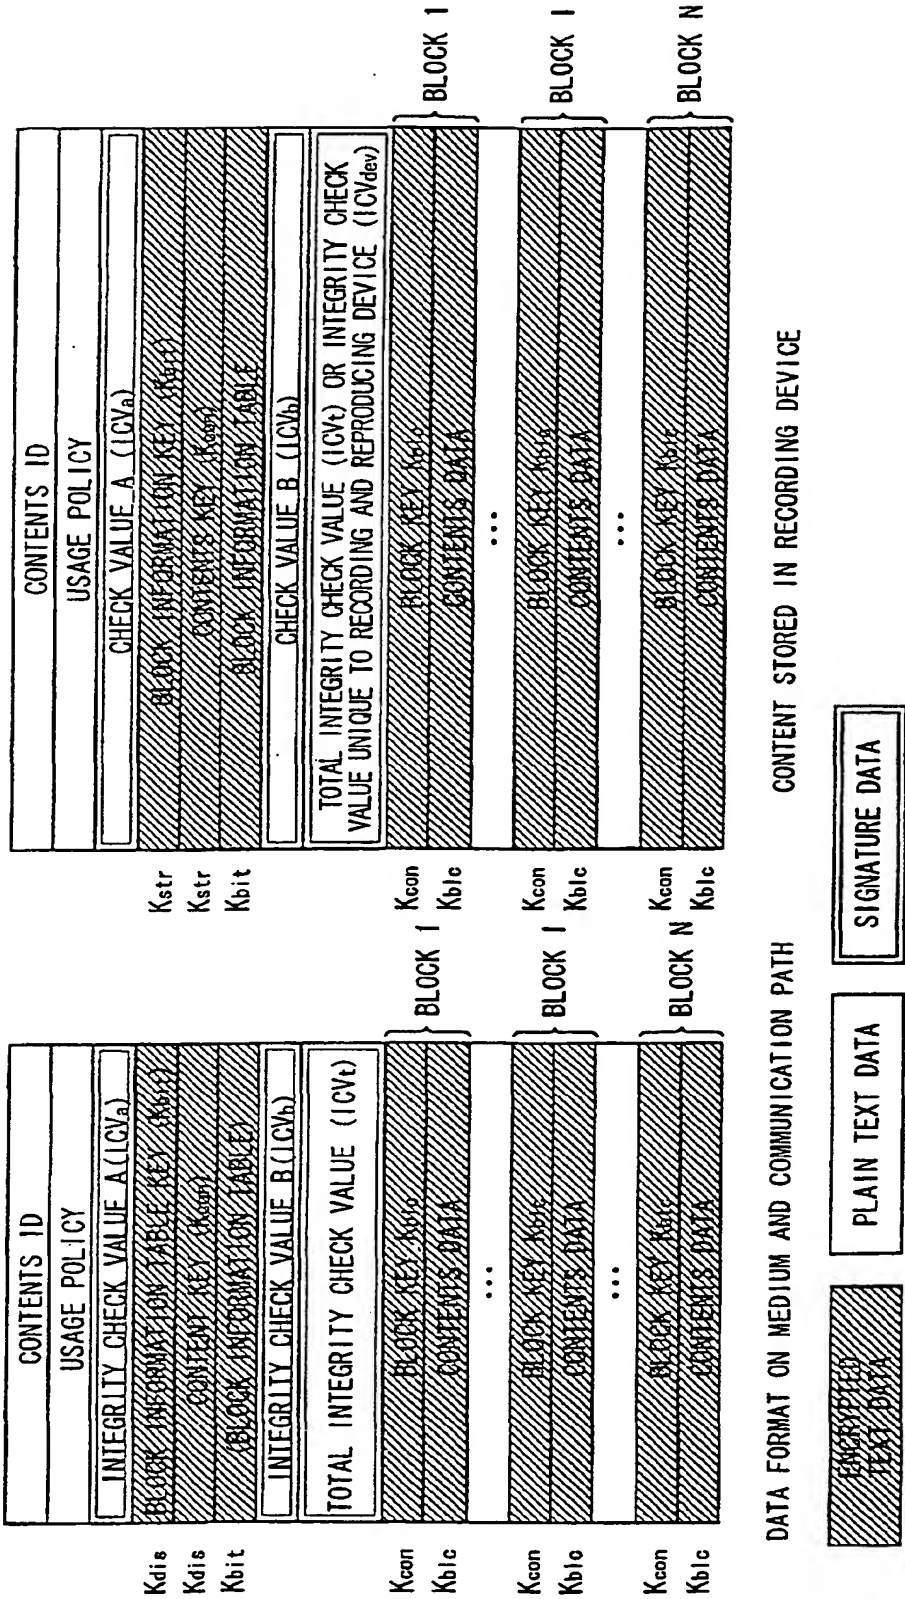 CONTENTS ID
USAGE POLICY
INTEGRITY CHECK VALUE A (ICVa)
Kdis BLOCK INFORMATION TABLE KEY (Kbit)
Kdis CONTENT KEY (Kcon)
Kbit (BLOCK INFORMATION TABLE)
INTEGRITY CHECK VALUE B (ICVb)
TOTAL INTEGRITY CHECK VALUE (ICVt)
Kcon BLOCK KEY Kblc
Kblc CONTENTS DATA
BLOCK 1
...
Kcon BLOCK KEY Kblc
Kblc CONTENTS DATA
BLOCK I
...
Kcon BLOCK KEY Kblc
Kblc CONTENTS DATA
BLOCK N
DATA FORMAT ON MEDIUM AND COMMUNICATION PATH
CONTENTS ID
USAGE POLICY
CHECK VALUE A (ICVa)
Kstr BLOCK INFORMATION KEY (Kbit)
Kstr CONTENTS KEY (Kcon)
Kbit BLOCK INFORMATION TABLE
CHECK VALUE B (ICVb)
TOTAL INTEGRITY CHECK VALUE (ICVt) OR INTEGRITY CHECK
VALUE UNIQUE TO RECORDING AND REPRODUCING DEVICE (ICVdev)
Kcon BLOCK KEY Kblc
Kblc CONTENTS DATA
BLOCK 1
...
Kcon BLOCK KEY Kblc
Kblc CONTENTS DATA
BLOCK I
...
Kcon BLOCK KEY Kblc
Kblc CONTENTS DATA
BLOCK N
CONTENT STORED IN RECORDING DEVICE
ENCRYPTED
TEXT DATA
PLAIN TEXT DATA
SIGNATURE DATA